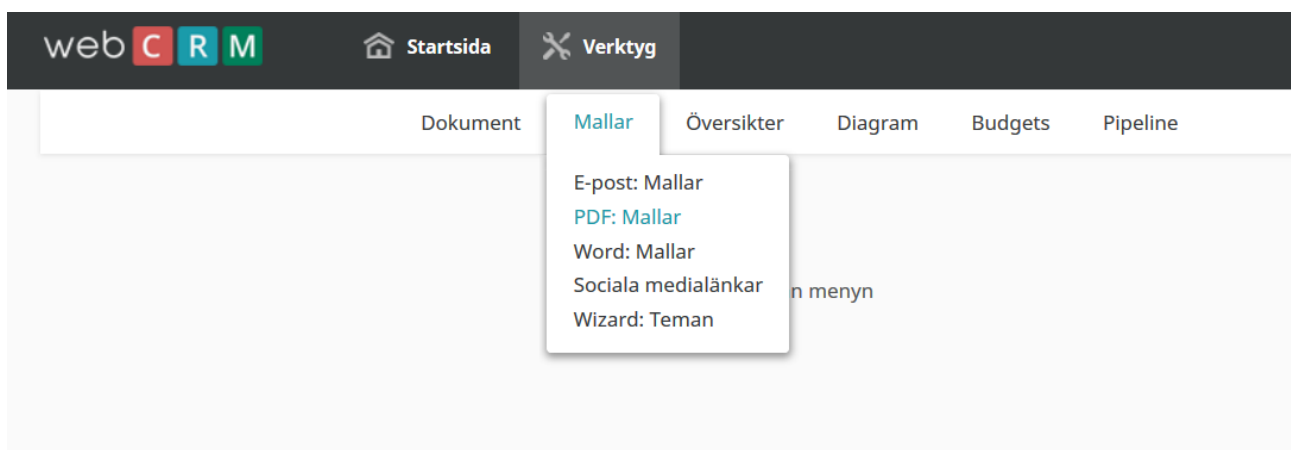 webCRM Startsida Verktyg
Dokument Mallar Översikter Diagram Budgets Pipeline
E-post: Mallar
PDF: Mallar
Word: Mallar
Sociala medialänkar
n menyn
Wizard: Teman